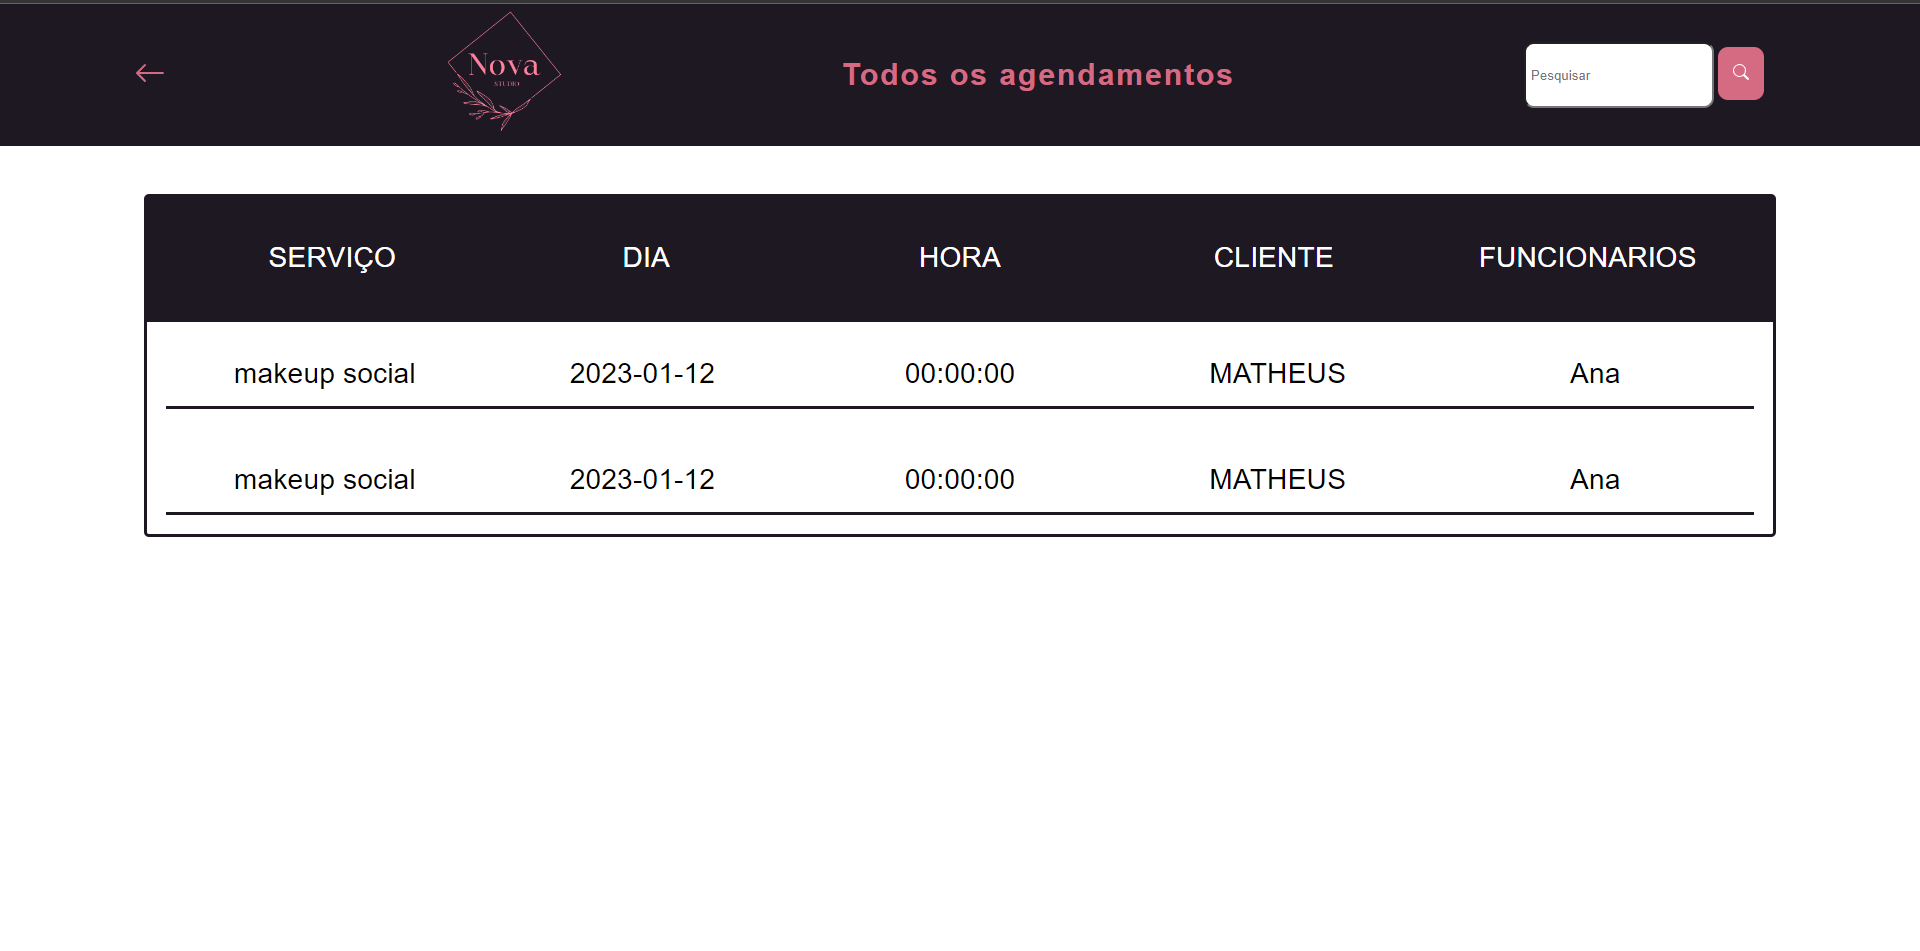 Nova
STUDIO
Todos os agendamentos
Pesquisar
SERVIÇO DIA HORA CLIENTE FUNCIONARIOS
makeup social 2023-01-12 00:00:00 MATHEUS Ana
makeup social 2023-01-12 00:00:00 MATHEUS Ana